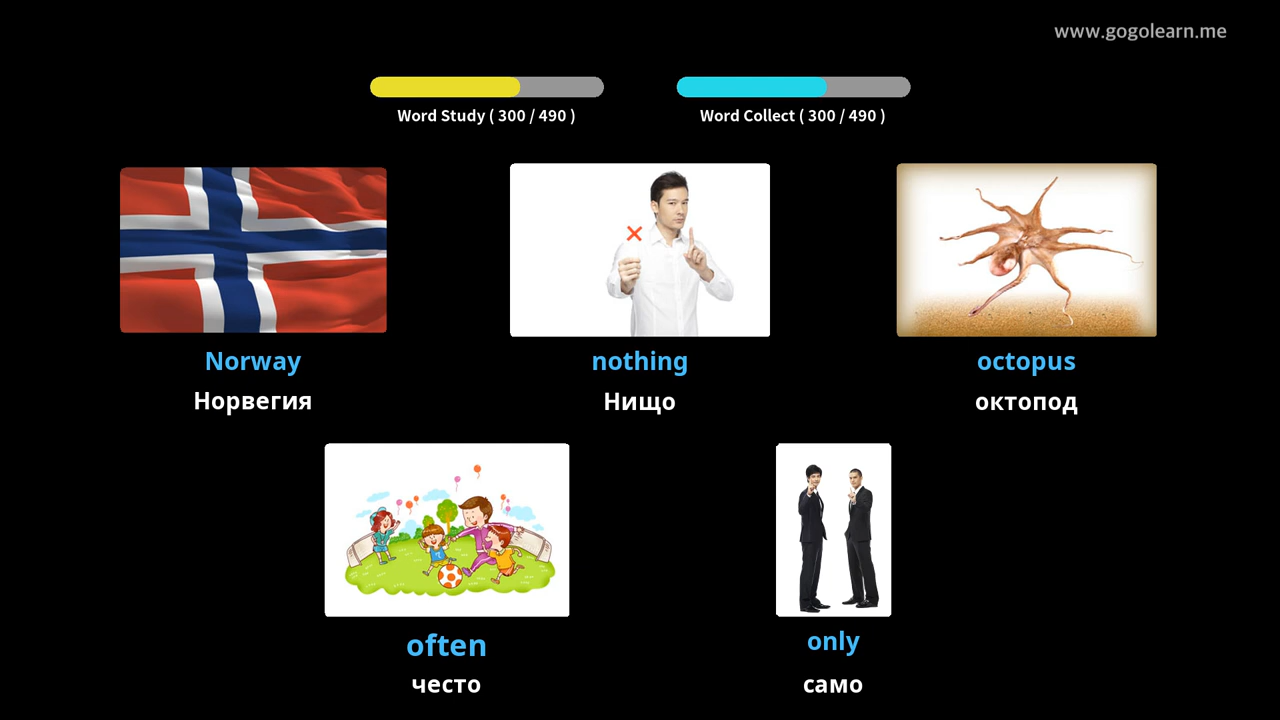 www.gogolearn.me
Word Study ( 300 / 490 )
Word Collect ( 300 / 490 )
Norway
Норвегия
nothing
Нищо
octopus
октопод
often
често
only
само